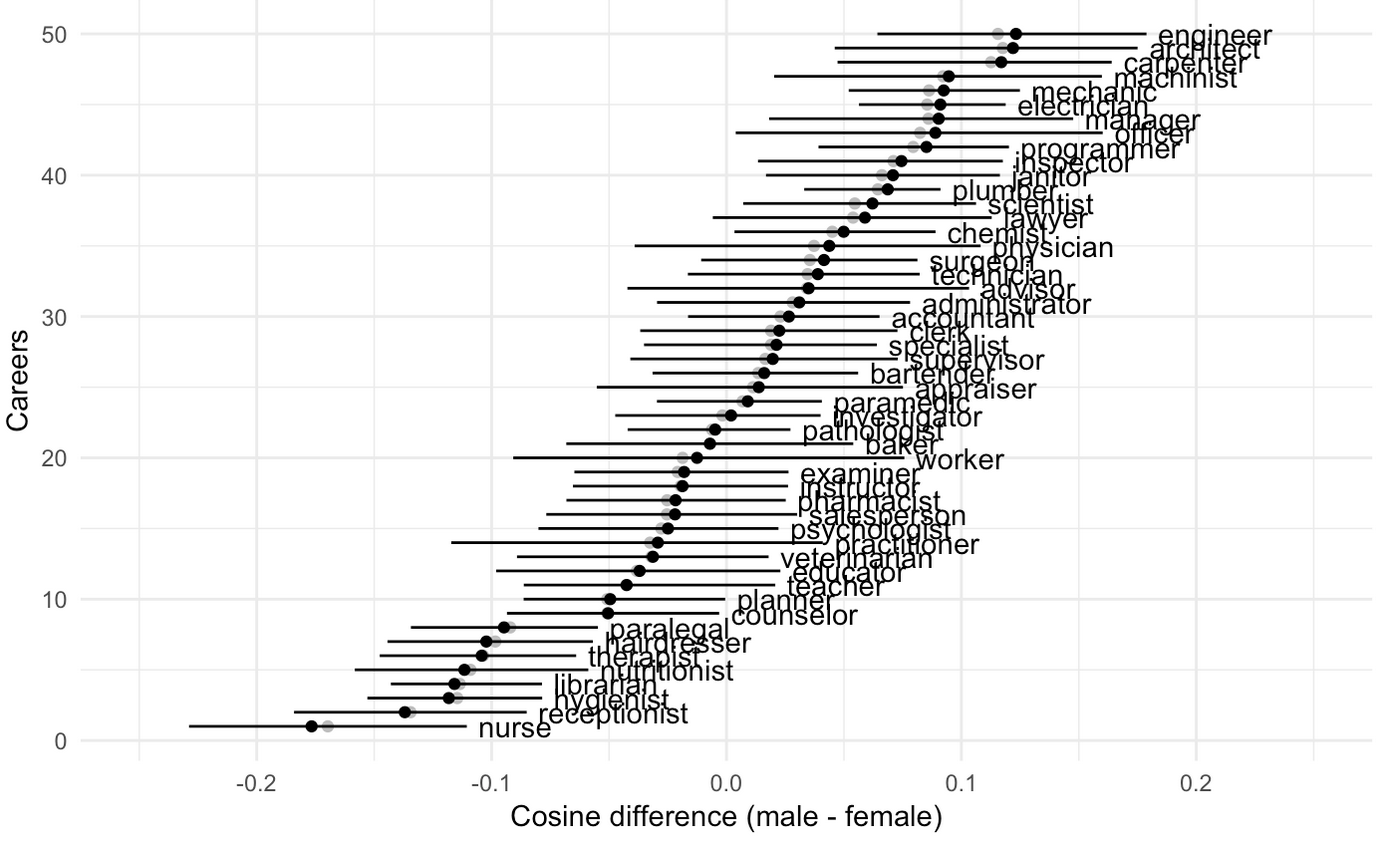 50
engineer
architect
carpenter
machinist
mechanic
electrician
manager
officer
programmer
inspector
40
janitor
plumber
scientist
lawyer
chemist
physician
surgeon
technician
advisor
administrator
30
accountant
clerk
specialist
supervisor
bartender
appraiser
paramedic
investigator
pathologist
baker
20
worker
examiner
instructor
pharmacist
salesperson
psychologist
practitioner
veterinarian
educator
teacher
10
planner
counselor
paralegal
hairdresser
therapist
nutritionist
librarian
hygienist
receptionist
nurse
0
Careers
-0.2 -0.1 0.0 0.1 0.2
Cosine difference (male - female)